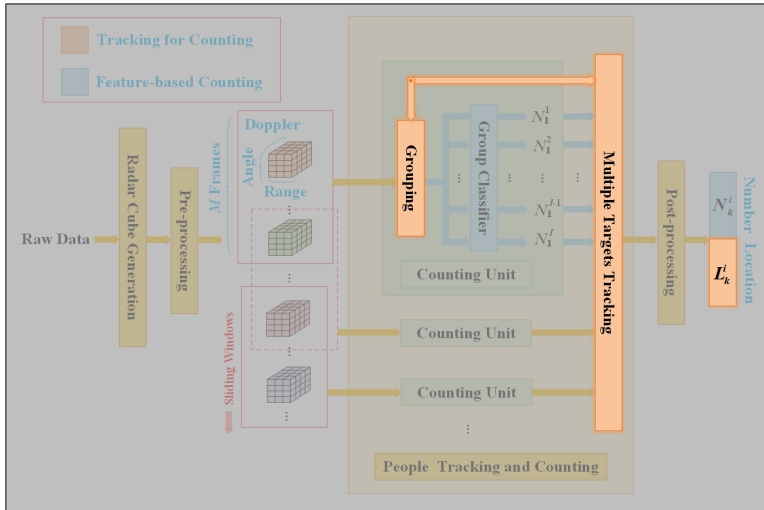 Tracking for Counting
Feature-based Counting
Raw Data
Radar Cube Generation
Pre-processing
M Frames
Doppler
Angle
Range
...
...
...
...
Sliding Windows
Grouping
Group Classifier
N₁¹
N₁²
...
...
...
N₁ᴵ⁻¹
N₁ᴵ
Counting Unit
Counting Unit
Counting Unit
...
People Tracking and Counting
Multiple Targets Tracking
Post-processing
Nₖⁱ
Lₖⁱ
Number
Location